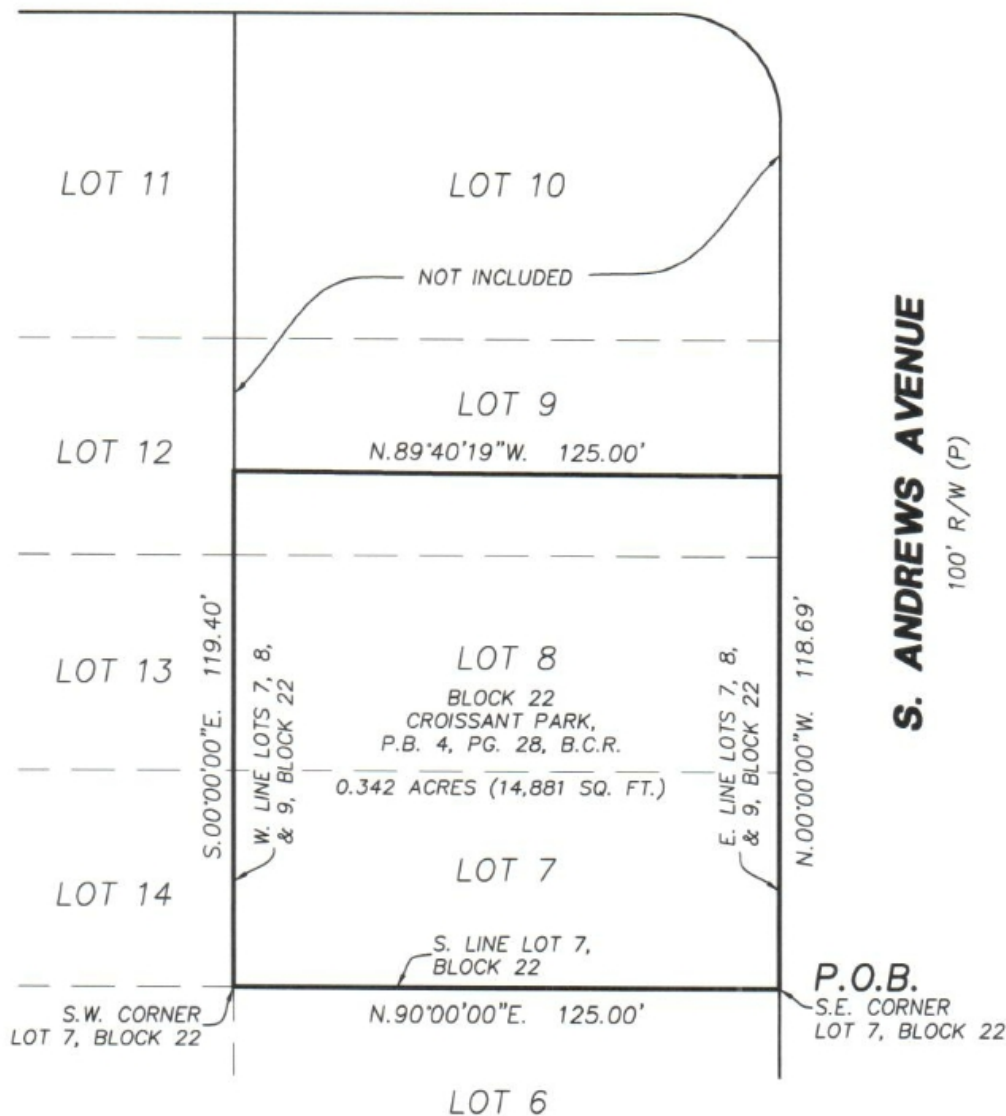 LOT 11
LOT 10
NOT INCLUDED
LOT 9
LOT 12
N.89°40'19"W. 125.00'
S. ANDREWS AVENUE
100' R/W (P)
LOT 13
S.00°00'00"E. 119.40'
W. LINE LOTS 7, 8,
& 9, BLOCK 22
LOT 8
BLOCK 22
CROISSANT PARK,
P.B. 4, PG. 28, B.C.R.
0.342 ACRES (14,881 SQ. FT.)
E. LINE LOTS 7, 8,
& 9, BLOCK 22
N.00°00'00"W. 118.69'
LOT 14
LOT 7
S. LINE LOT 7,
BLOCK 22
P.O.B.
S.W. CORNER
LOT 7, BLOCK 22
N.90°00'00"E. 125.00'
S.E. CORNER
LOT 7, BLOCK 22
LOT 6